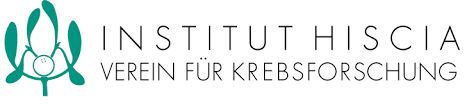 INSTITUT HISCIA
VEREIN FÜR KREBSFORSCHUNG